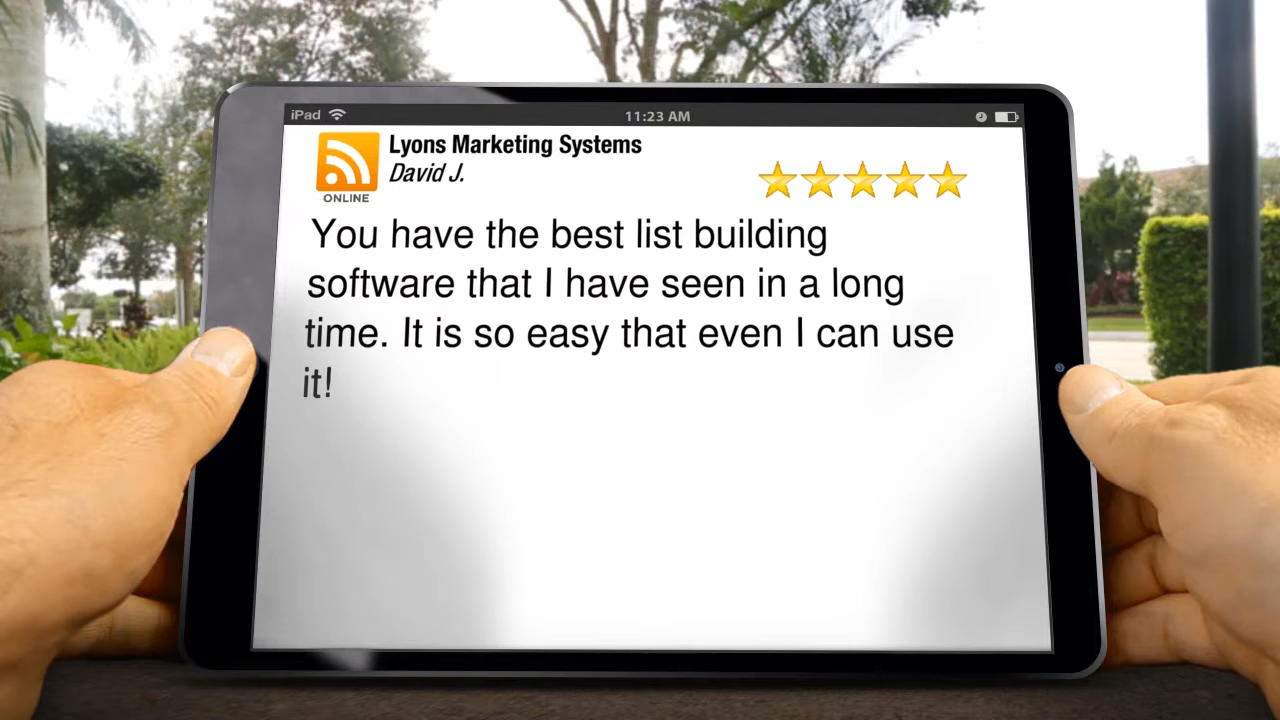 iPad
11:23 AM
Lyons Marketing Systems
David J.
ONLINE
You have the best list building
software that I have seen in a long
time. It is so easy that even I can use
it!